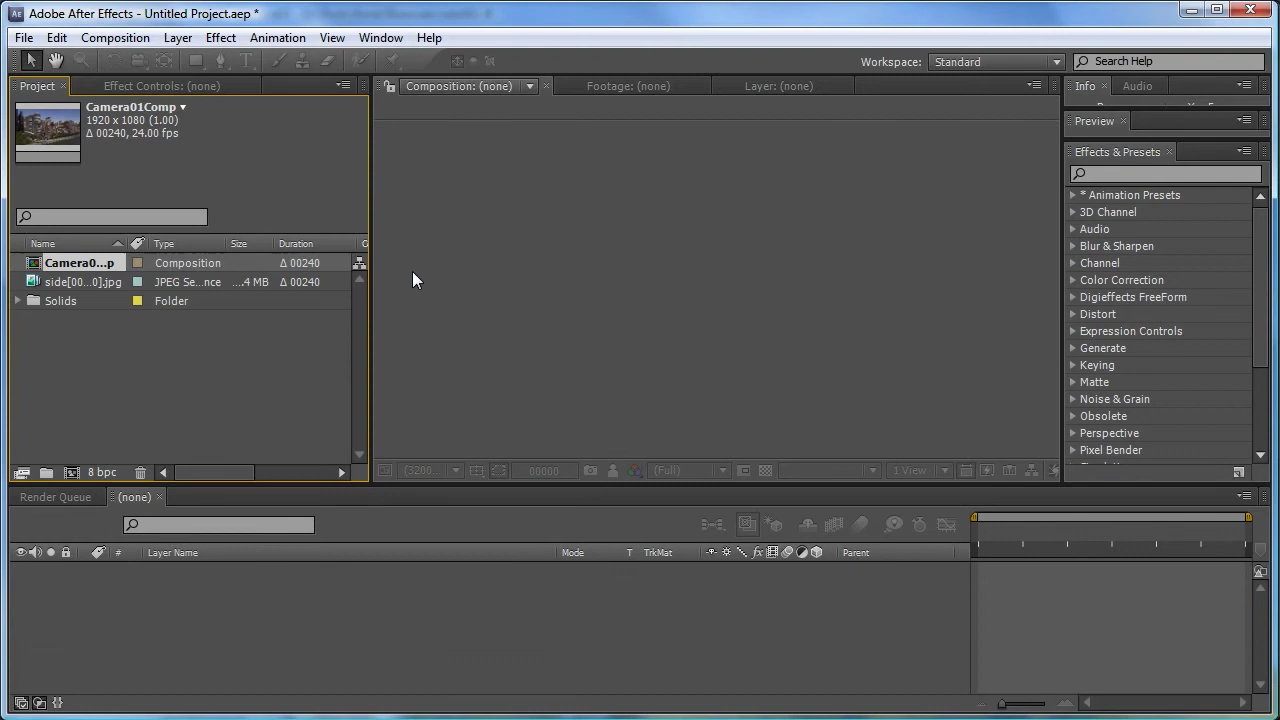 Adobe After Effects - Untitled Project.aep *
File Edit Composition Layer Effect Animation View Window Help
Workspace: Standard Search Help
Project Effect Controls: (none) Composition: (none) Footage: (none) Layer: (none) Info Audio
Camera01Comp
1920 x 1080 (1.00)
Δ 00240, 24.00 fps
Preview
Effects & Presets
* Animation Presets
3D Channel
Audio
Blur & Sharpen
Channel
Color Correction
Digieffects FreeForm
Distort
Expression Controls
Generate
Keying
Matte
Noise & Grain
Obsolete
Perspective
Pixel Bender
Name Type Size Duration
Camera0...p Composition Δ 00240
side[00...0].jpg JPEG Se...nce ....4 MB Δ 00240
Solids Folder
8 bpc
(3200... 00000 (Full) 1 View
Render Queue (none)
# Layer Name Mode T TrkMat fx Parent